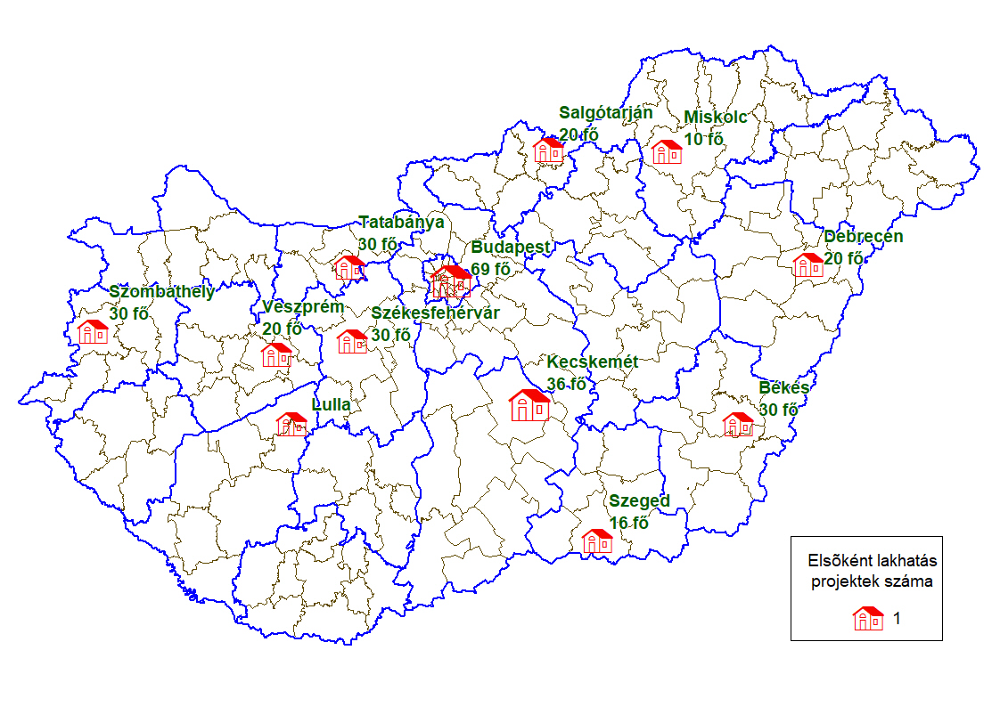 Salgótarján
20 fő
Miskolc
10 fő
Tatabánya
30 fő
Budapest
69 fő
Debrecen
20 fő
Szombathely
30 fő
Veszprém
20 fő
Székesfehérvár
30 fő
Kecskemét
36 fő
Békés
30 fő
Lulla
Szeged
16 fő
Elsõként lakhatás
projektek száma
1